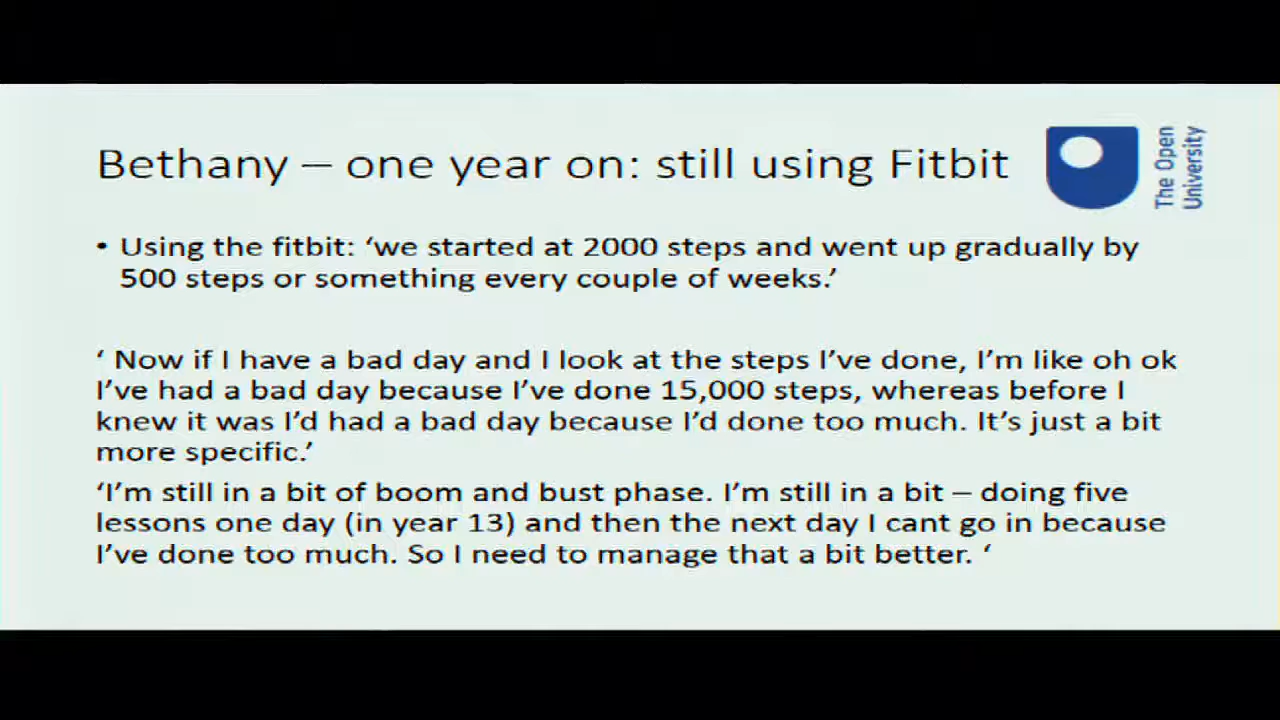 Bethany – one year on: still using Fitbit
The Open
University
• Using the fitbit: ‘we started at 2000 steps and went up gradually by
500 steps or something every couple of weeks.’
‘ Now if I have a bad day and I look at the steps I’ve done, I’m like oh ok
I’ve had a bad day because I’ve done 15,000 steps, whereas before I
knew it was I’d had a bad day because I’d done too much. It’s just a bit
more specific.’
‘I’m still in a bit of boom and bust phase. I’m still in a bit – doing five
lessons one day (in year 13) and then the next day I cant go in because
I’ve done too much. So I need to manage that a bit better. ‘